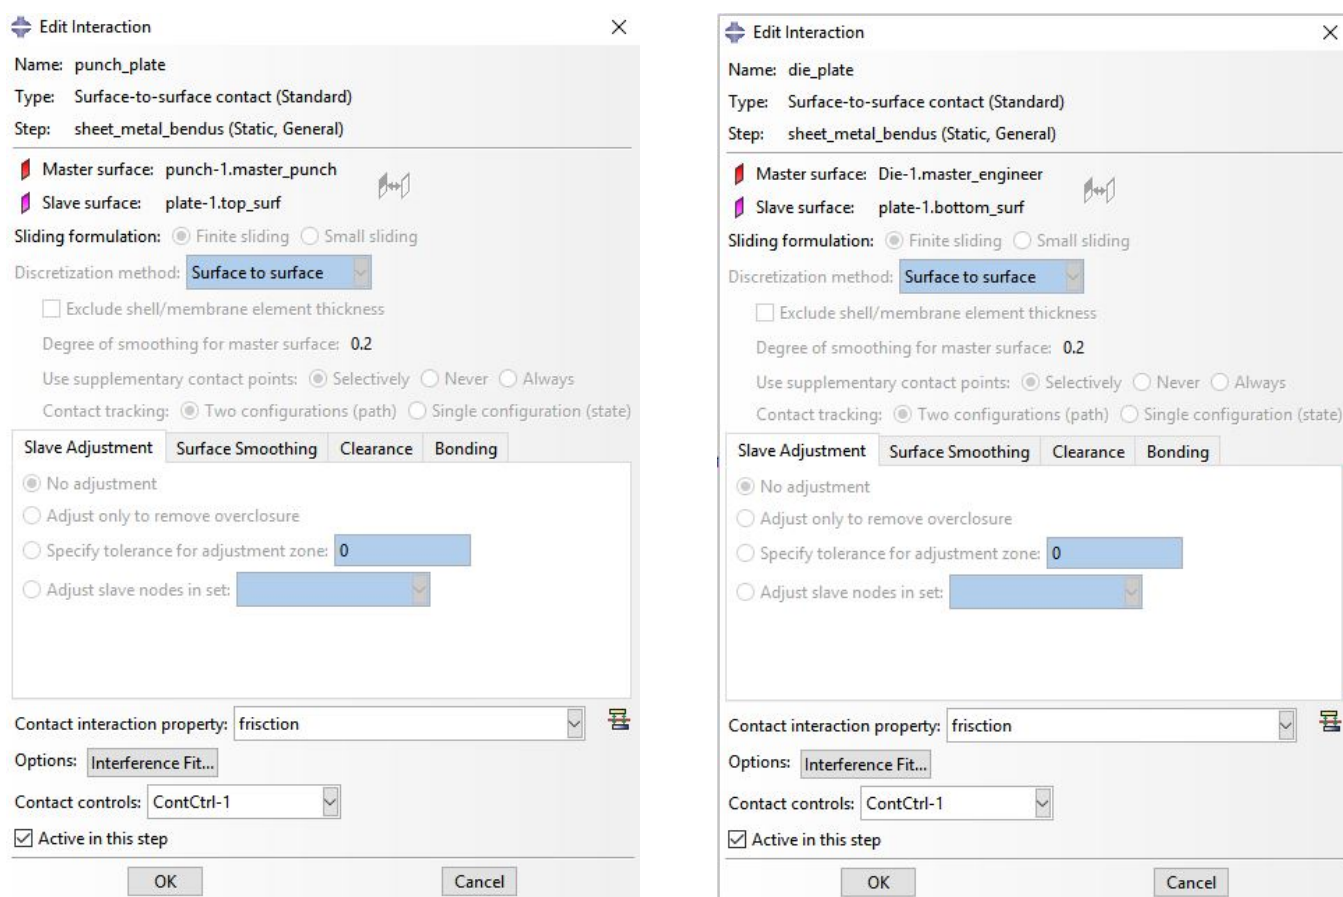 Edit Interaction
Name: punch_plate
Type: Surface-to-surface contact (Standard)
Step: sheet_metal_bendus (Static, General)
Master surface: punch-1.master_punch
Slave surface: plate-1.top_surf
Sliding formulation: Finite sliding Small sliding
Discretization method: Surface to surface
Exclude shell/membrane element thickness
Degree of smoothing for master surface: 0.2
Use supplementary contact points: Selectively Never Always
Contact tracking: Two configurations (path) Single configuration (state)
Slave Adjustment Surface Smoothing Clearance Bonding
No adjustment
Adjust only to remove overclosure
Specify tolerance for adjustment zone: 0
Adjust slave nodes in set:
Contact interaction property: frisction
Options: Interference Fit...
Contact controls: ContCtrl-1
Active in this step
OK Cancel
Edit Interaction
Name: die_plate
Type: Surface-to-surface contact (Standard)
Step: sheet_metal_bendus (Static, General)
Master surface: Die-1.master_engineer
Slave surface: plate-1.bottom_surf
Sliding formulation: Finite sliding Small sliding
Discretization method: Surface to surface
Exclude shell/membrane element thickness
Degree of smoothing for master surface: 0.2
Use supplementary contact points: Selectively Never Always
Contact tracking: Two configurations (path) Single configuration (state)
Slave Adjustment Surface Smoothing Clearance Bonding
No adjustment
Adjust only to remove overclosure
Specify tolerance for adjustment zone: 0
Adjust slave nodes in set:
Contact interaction property: frisction
Options: Interference Fit...
Contact controls: ContCtrl-1
Active in this step
OK Cancel